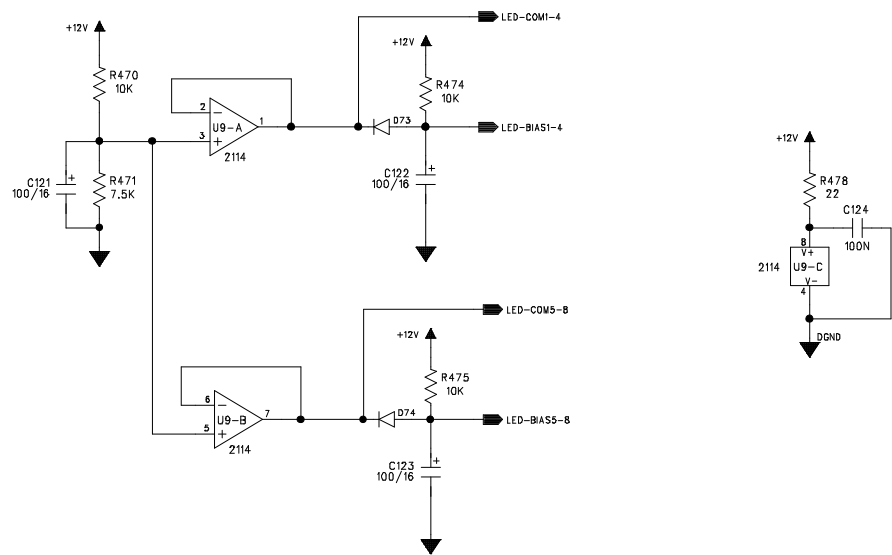 LED-COM1-4
+12V
+12V
R470
10K
R474
10K
2
U9-A
1
3
2114
D73
LED-BIAS1-4
+12V
C121
100/16
R471
7.5K
C122
100/16
R478
22
C124
100N
8
V+
2114
U9-C
V-
4
DGND
LED-COM5-8
+12V
R475
10K
6
U9-B
7
5
2114
D74
LED-BIAS5-8
C123
100/16